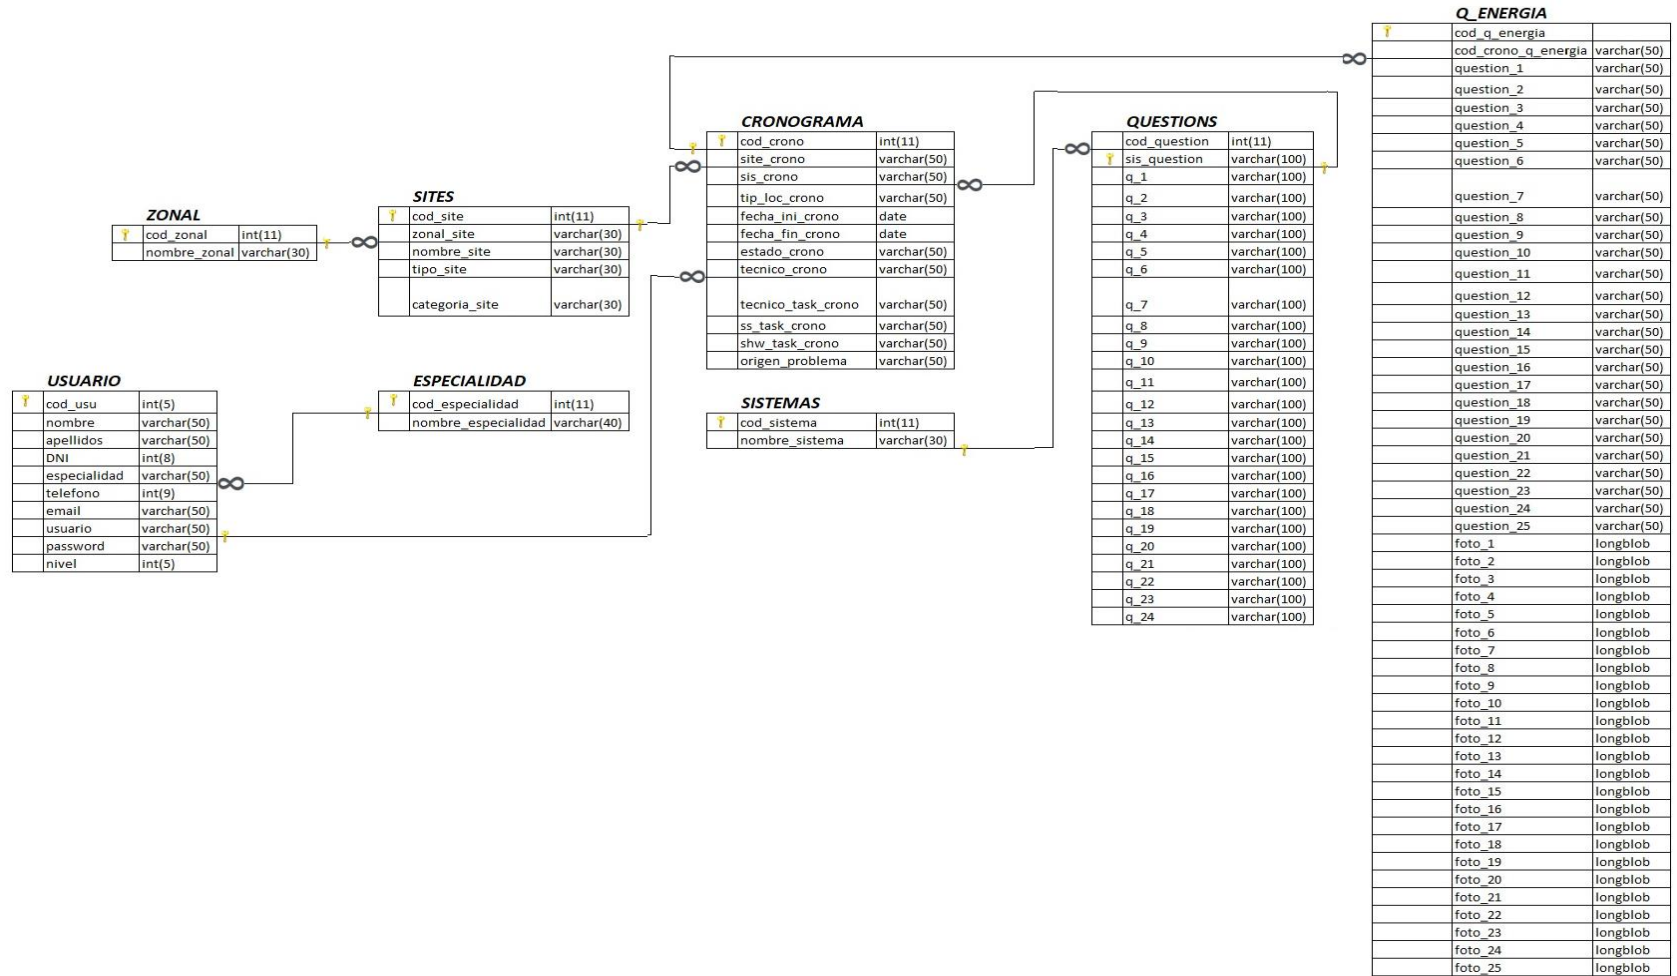 ZONAL
cod_zonal int(11)
nombre_zonal varchar(30)
SITES
cod_site int(11)
zonal_site varchar(30)
nombre_site varchar(30)
tipo_site varchar(30)
categoria_site varchar(30)
USUARIO
cod_usu int(5)
nombre varchar(50)
apellidos varchar(50)
DNI int(8)
especialidad varchar(50)
telefono int(9)
email varchar(50)
usuario varchar(50)
password varchar(50)
nivel int(5)
ESPECIALIDAD
cod_especialidad int(11)
nombre_especialidad varchar(40)
CRONOGRAMA
cod_crono int(11)
site_crono varchar(50)
sis_crono varchar(50)
tip_loc_crono varchar(50)
fecha_ini_crono date
fecha_fin_crono date
estado_crono varchar(50)
tecnico_crono varchar(50)
tecnico_task_crono varchar(50)
ss_task_crono varchar(50)
shw_task_crono varchar(50)
origen_problema varchar(50)
SISTEMAS
cod_sistema int(11)
nombre_sistema varchar(30)
QUESTIONS
cod_question int(11)
sis_question varchar(100)
q_1 varchar(100)
q_2 varchar(100)
q_3 varchar(100)
q_4 varchar(100)
q_5 varchar(100)
q_6 varchar(100)
q_7 varchar(100)
q_8 varchar(100)
q_9 varchar(100)
q_10 varchar(100)
q_11 varchar(100)
q_12 varchar(100)
q_13 varchar(100)
q_14 varchar(100)
q_15 varchar(100)
q_16 varchar(100)
q_17 varchar(100)
q_18 varchar(100)
q_19 varchar(100)
q_20 varchar(100)
q_21 varchar(100)
q_22 varchar(100)
q_23 varchar(100)
q_24 varchar(100)
Q_ENERGIA
cod_q_energia
cod_crono_q_energia varchar(50)
question_1 varchar(50)
question_2 varchar(50)
question_3 varchar(50)
question_4 varchar(50)
question_5 varchar(50)
question_6 varchar(50)
question_7 varchar(50)
question_8 varchar(50)
question_9 varchar(50)
question_10 varchar(50)
question_11 varchar(50)
question_12 varchar(50)
question_13 varchar(50)
question_14 varchar(50)
question_15 varchar(50)
question_16 varchar(50)
question_17 varchar(50)
question_18 varchar(50)
question_19 varchar(50)
question_20 varchar(50)
question_21 varchar(50)
question_22 varchar(50)
question_23 varchar(50)
question_24 varchar(50)
question_25 varchar(50)
foto_1 longblob
foto_2 longblob
foto_3 longblob
foto_4 longblob
foto_5 longblob
foto_6 longblob
foto_7 longblob
foto_8 longblob
foto_9 longblob
foto_10 longblob
foto_11 longblob
foto_12 longblob
foto_13 longblob
foto_14 longblob
foto_15 longblob
foto_16 longblob
foto_17 longblob
foto_18 longblob
foto_19 longblob
foto_20 longblob
foto_21 longblob
foto_22 longblob
foto_23 longblob
foto_24 longblob
foto_25 longblob